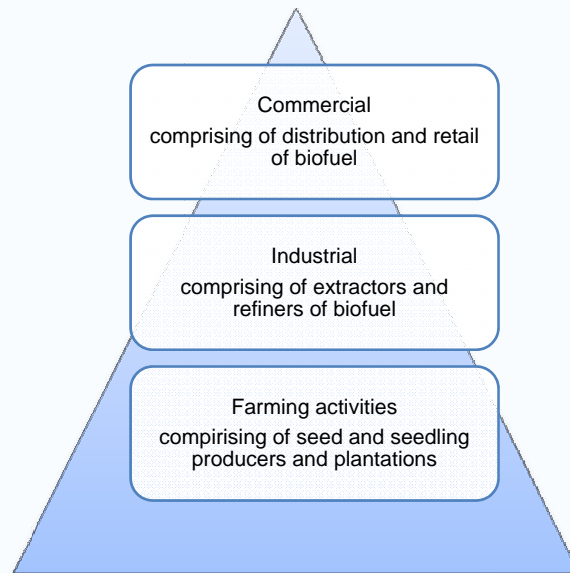 Commercial
comprising of distribution and retail
of biofuel
Industrial
comprising of extractors and
refiners of biofuel
Farming activities
compirising of seed and seedling
producers and plantations